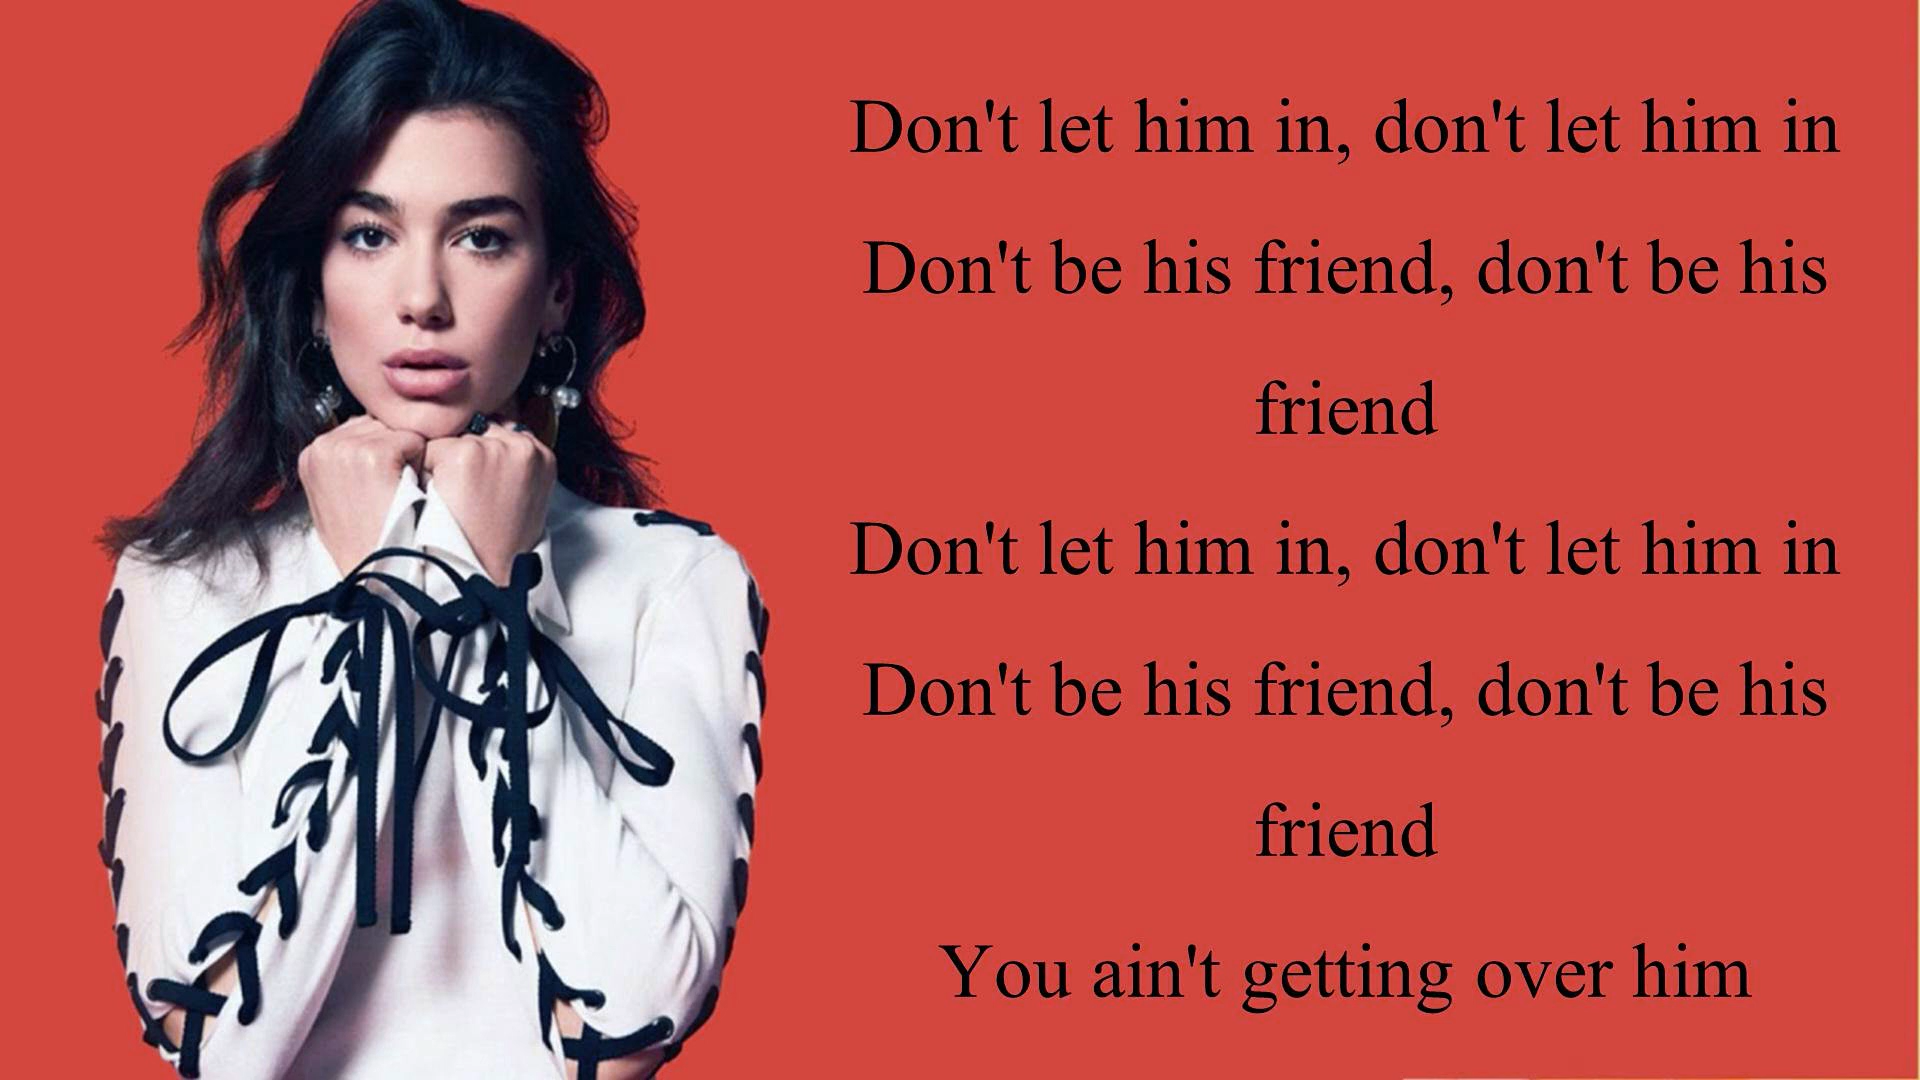 Don't let him in, don't let him in
Don't be his friend, don't be his
friend
Don't let him in, don't let him in
Don't be his friend, don't be his
friend
You ain't getting over him